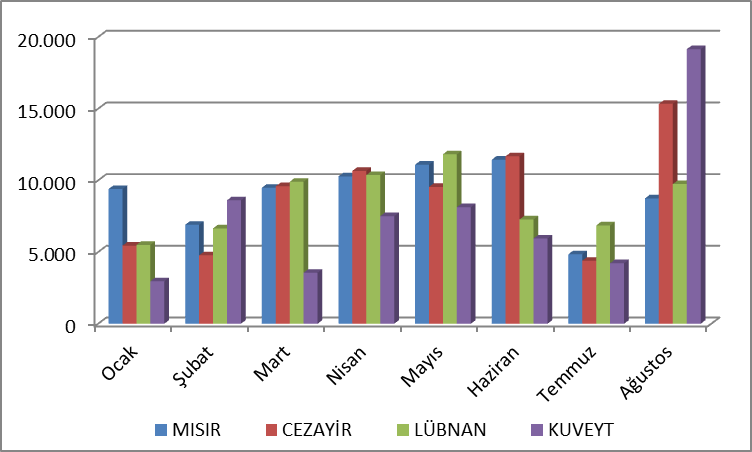 20.000
15.000
10.000
5.000
0
Ocak
Şubat
Mart
Nisan
Mayıs
Haziran
Temmuz
Ağustos
MISIR CEZAYİR LÜBNAN KUVEYT